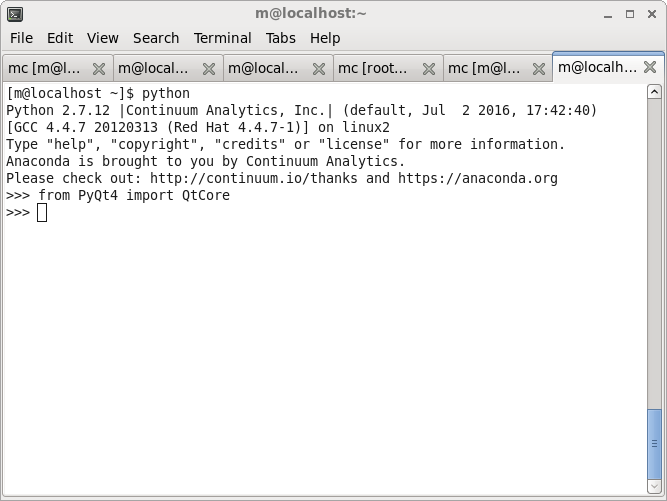 m@localhost:~
File Edit View Search Terminal Tabs Help
mc [m@l... m@local... m@local... mc [root... mc [m@l... m@localh...
[m@localhost ~]$ python
Python 2.7.12 |Continuum Analytics, Inc.| (default, Jul  2 2016, 17:42:40)
[GCC 4.4.7 20120313 (Red Hat 4.4.7-1)] on linux2
Type "help", "copyright", "credits" or "license" for more information.
Anaconda is brought to you by Continuum Analytics.
Please check out: http://continuum.io/thanks and https://anaconda.org
>>> from PyQt4 import QtCore
>>>